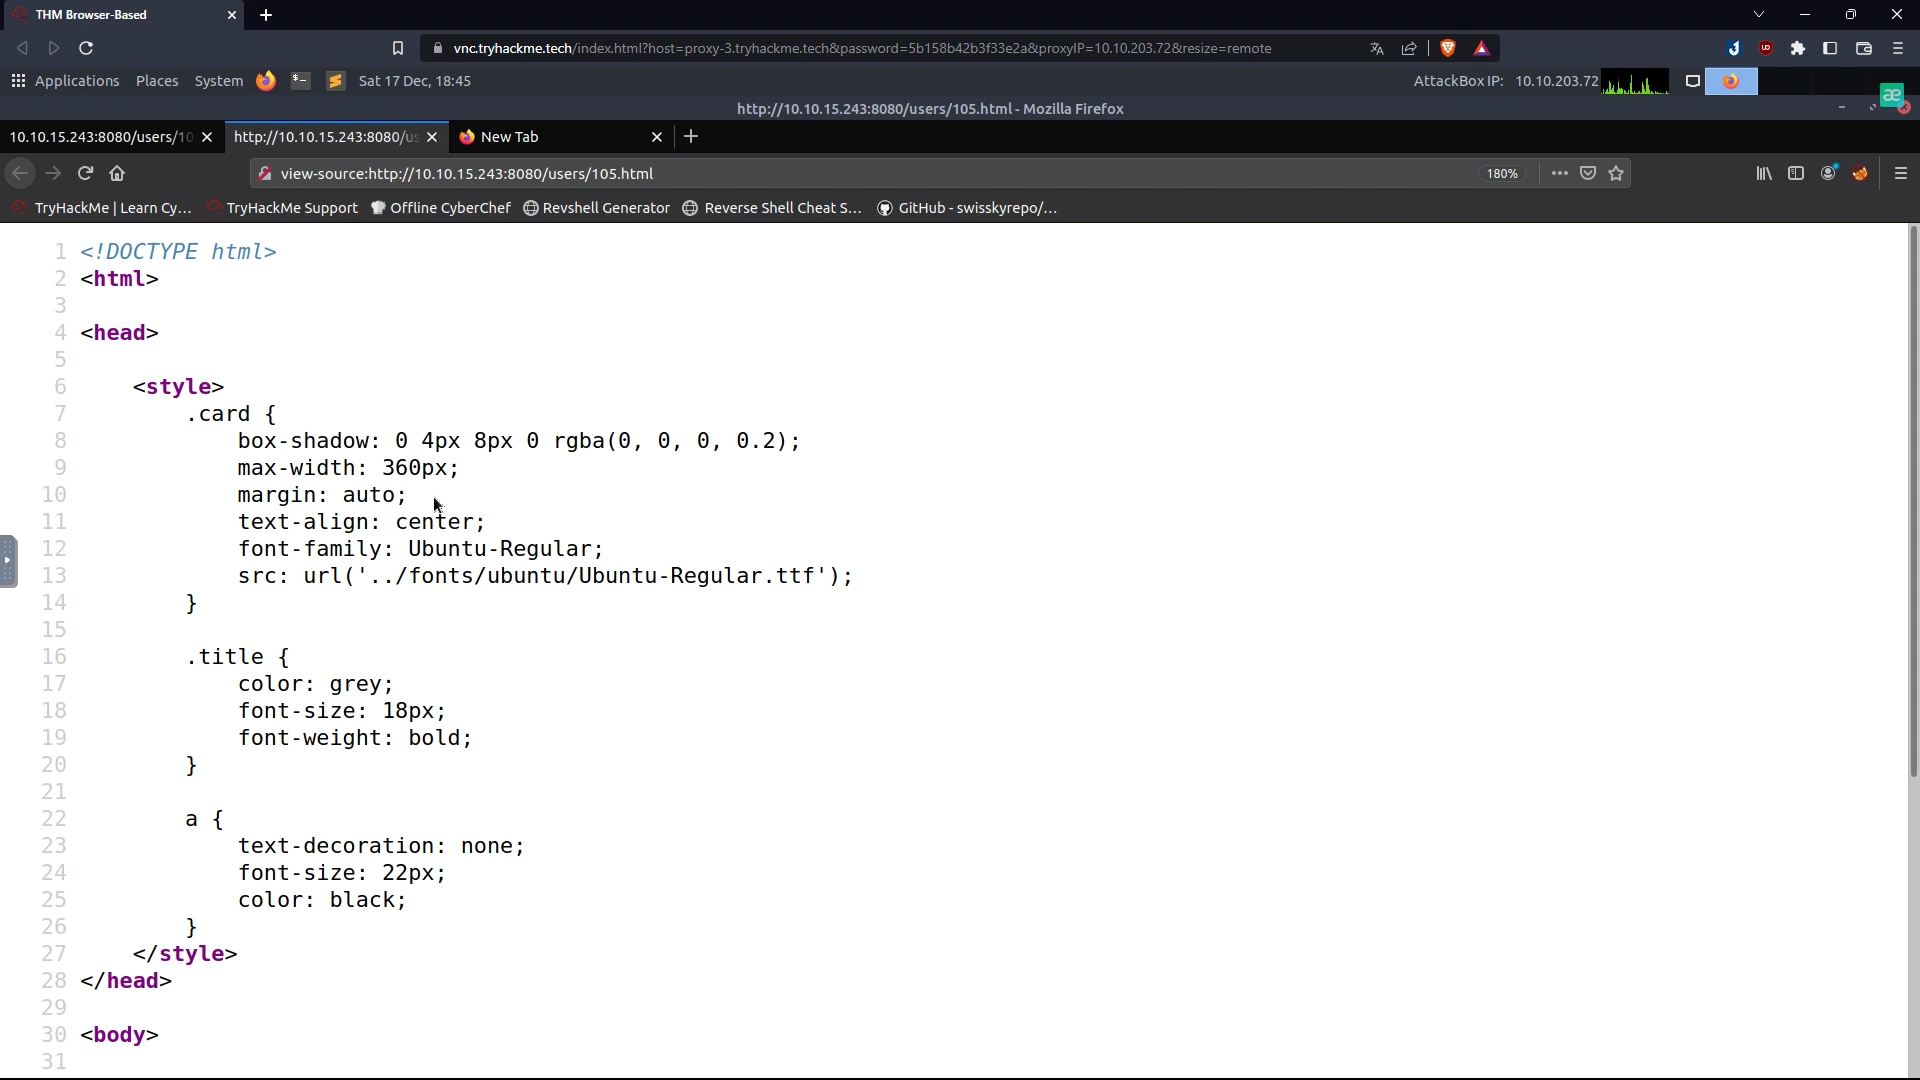 THM Browser-Based
vnc.tryhackme.tech/index.html?host=proxy-3.tryhackme.tech&password=5b158b42b3f33e2a&proxyIP=10.10.203.72&resize=remote
Applications Places System Sat 17 Dec, 18:45 AttackBox IP: 10.10.203.72
http://10.10.15.243:8080/users/105.html - Mozilla Firefox
10.10.15.243:8080/users/10 http://10.10.15.243:8080/us New Tab
view-source:http://10.10.15.243:8080/users/105.html 180%
TryHackMe | Learn Cy... TryHackMe Support Offline CyberChef Revshell Generator Reverse Shell Cheat S... GitHub - swisskyrepo/...
1 <!DOCTYPE html>
2 <html>
3
4 <head>
5
6 <style>
7 .card {
8 box-shadow: 0 4px 8px 0 rgba(0, 0, 0, 0.2);
9 max-width: 360px;
10 margin: auto;
11 text-align: center;
12 font-family: Ubuntu-Regular;
13 src: url('../fonts/ubuntu/Ubuntu-Regular.ttf');
14 }
15
16 .title {
17 color: grey;
18 font-size: 18px;
19 font-weight: bold;
20 }
21
22 a {
23 text-decoration: none;
24 font-size: 22px;
25 color: black;
26 }
27 </style>
28 </head>
29
30 <body>
31